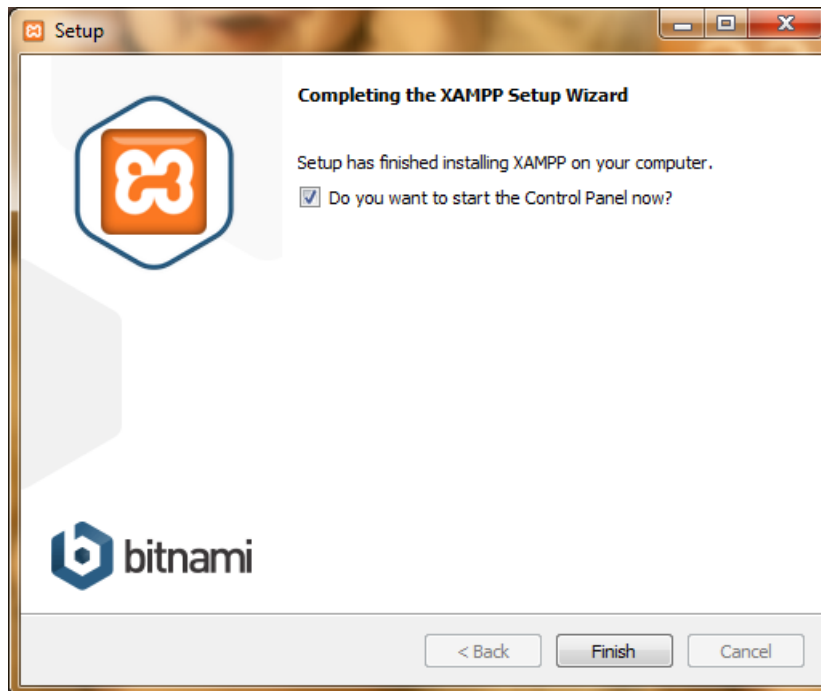 Setup
Completing the XAMPP Setup Wizard
Setup has finished installing XAMPP on your computer.
Do you want to start the Control Panel now?
bitnami
< Back
Finish
Cancel